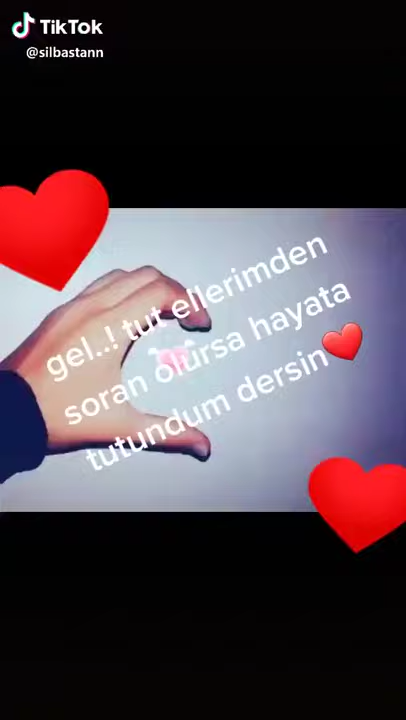 TikTok
@silbastann
gel..! tut ellerimden
soran olursa hayata
tutundum dersin